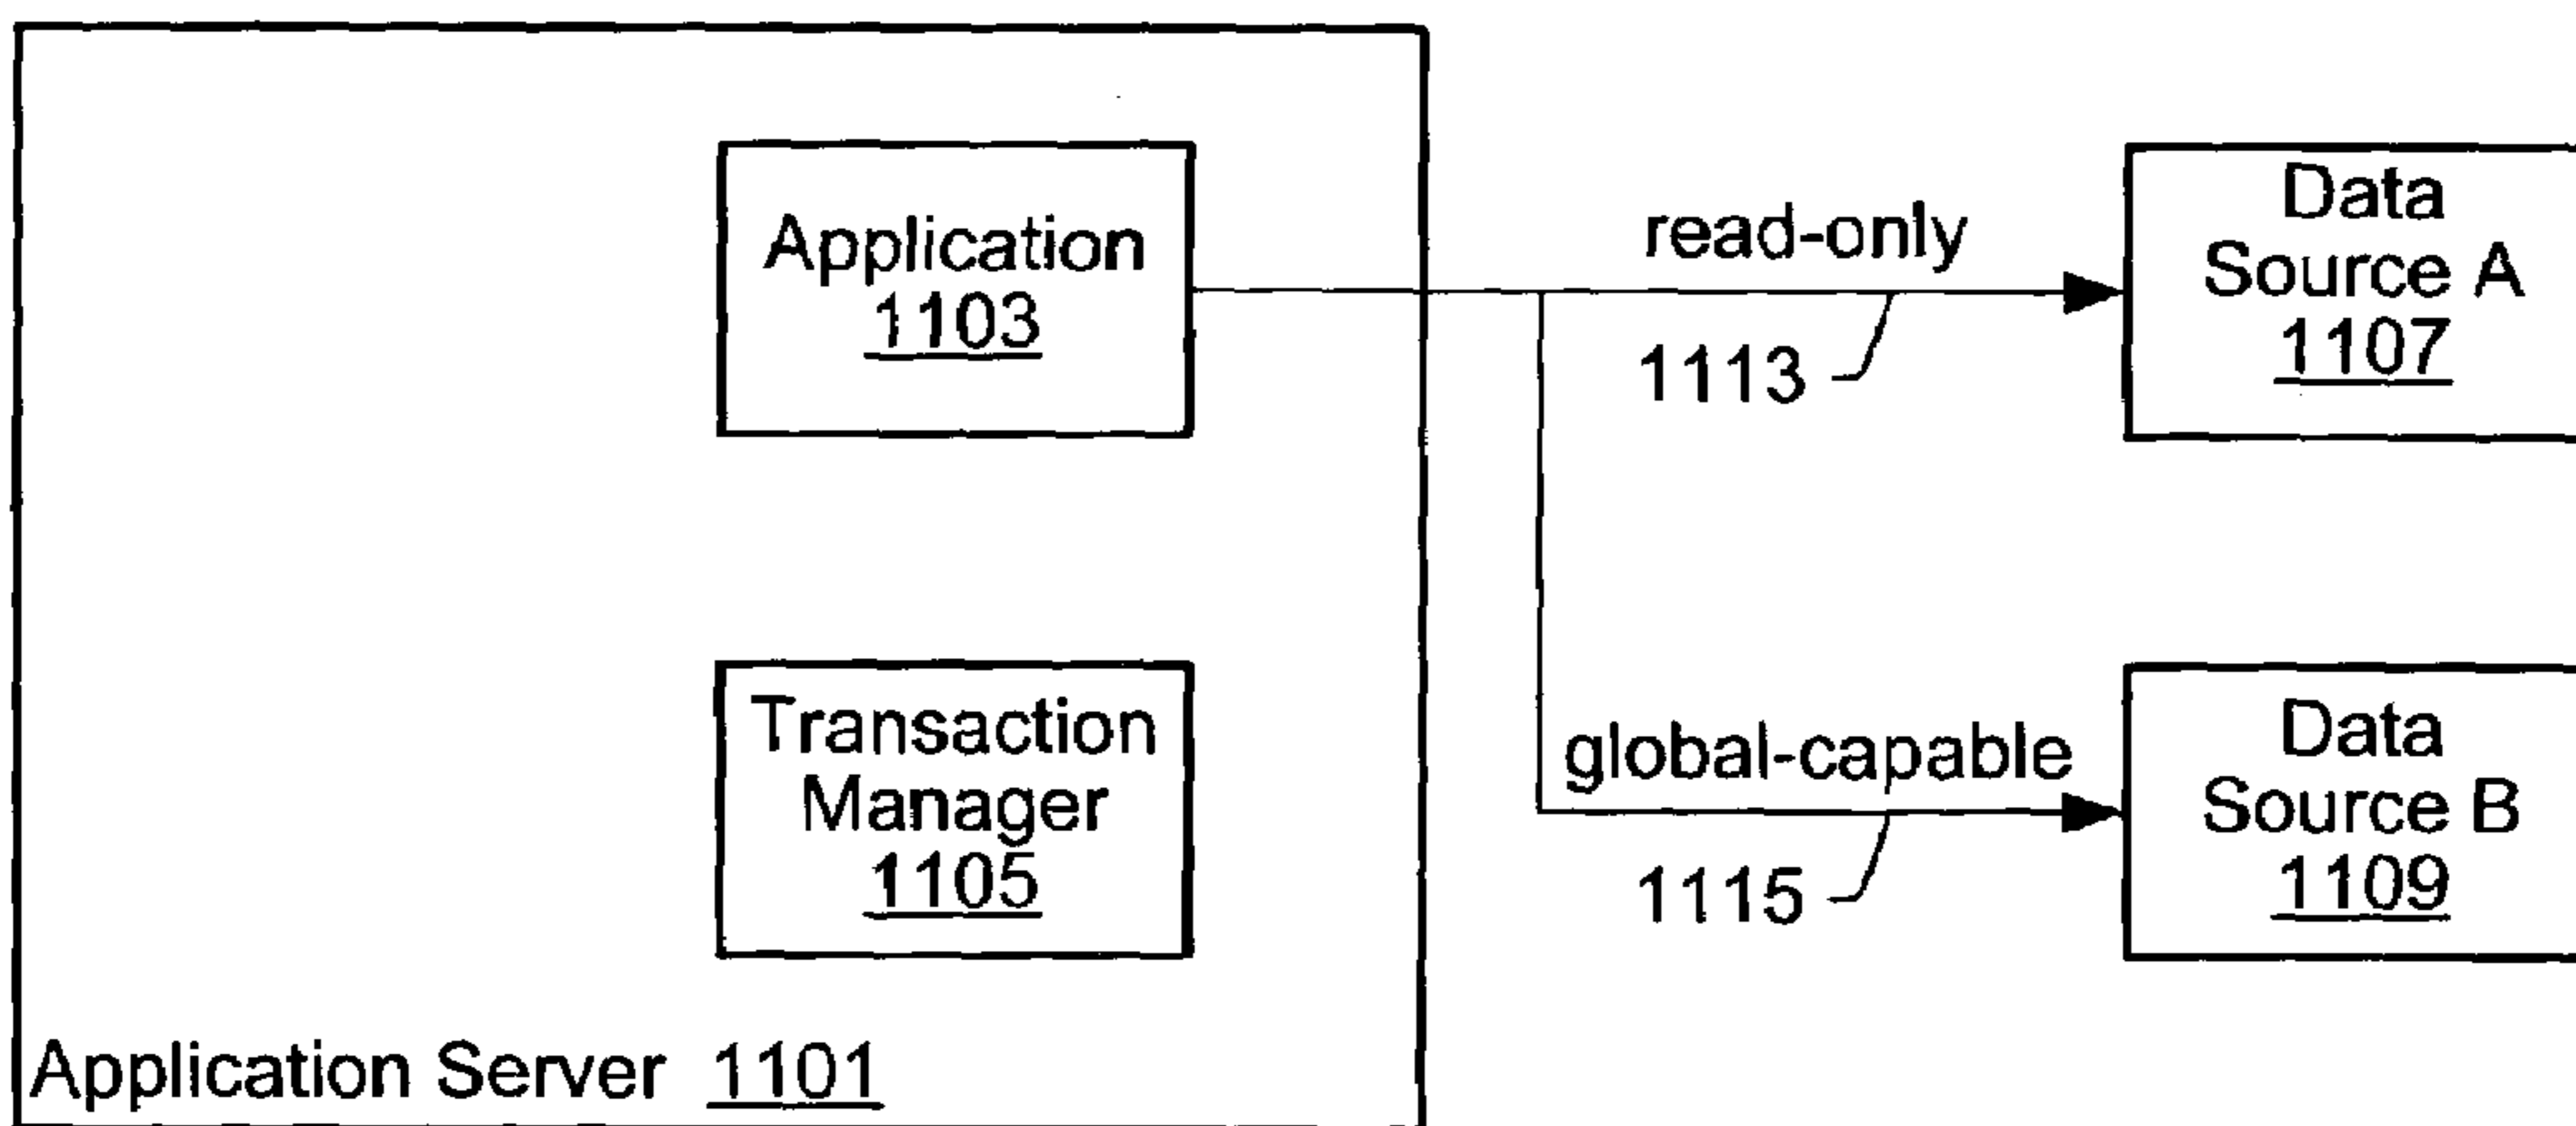 Application
1103
read-only
1113
Data
Source A
1107
Transaction
Manager
1105
global-capable
1115
Data
Source B
1109
Application Server 1101